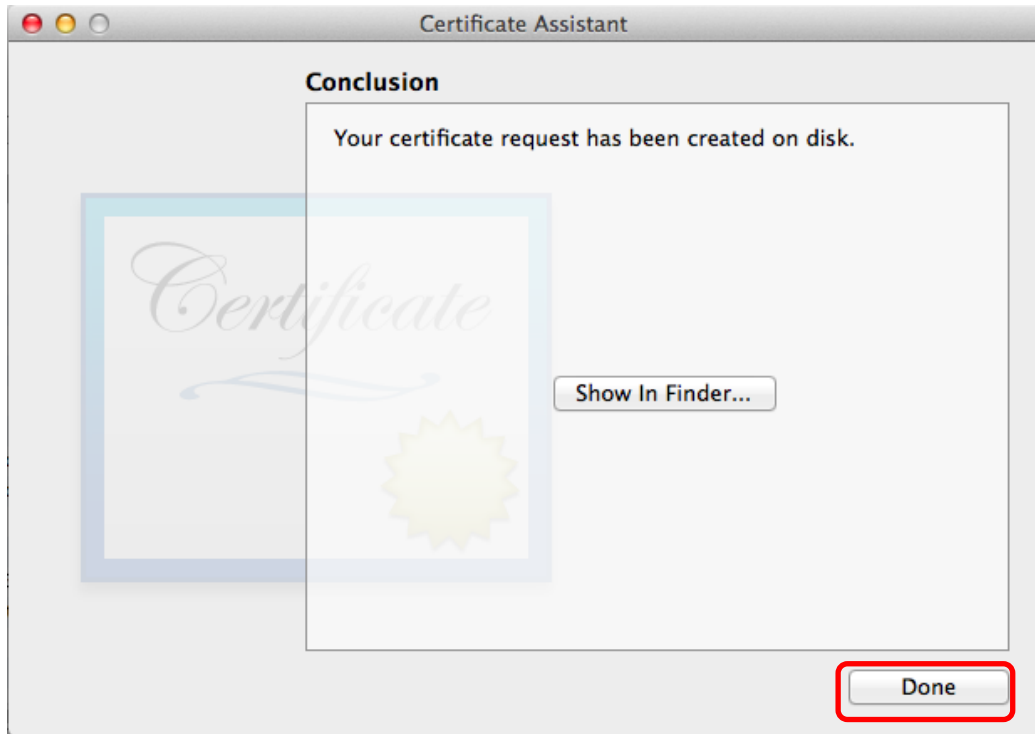 Certificate Assistant
Conclusion
Your certificate request has been created on disk.
Certificate
Show In Finder...
Done